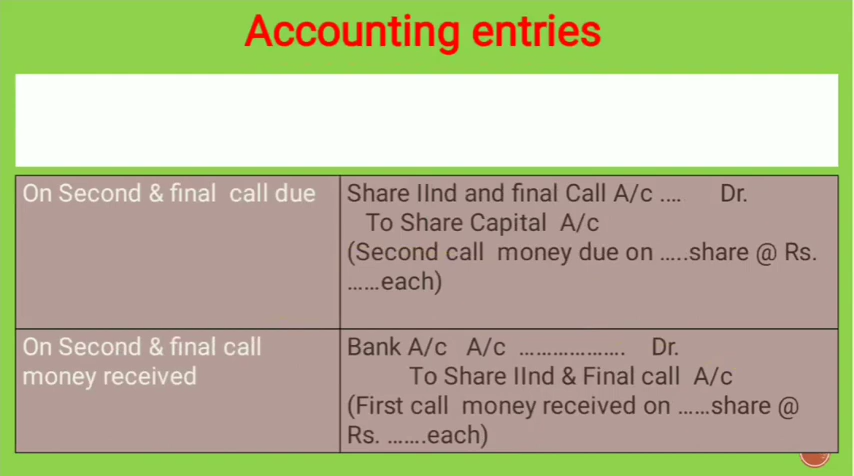 Accounting entries
On Second & final call due
Share IInd and final Call A/c .... Dr.
To Share Capital A/c
(Second call money due on .....share @ Rs.
......each)
On Second & final call
money received
Bank A/c A/c .................... Dr.
To Share IInd & Final call A/c
(First call money received on ......share @
Rs. .......each)